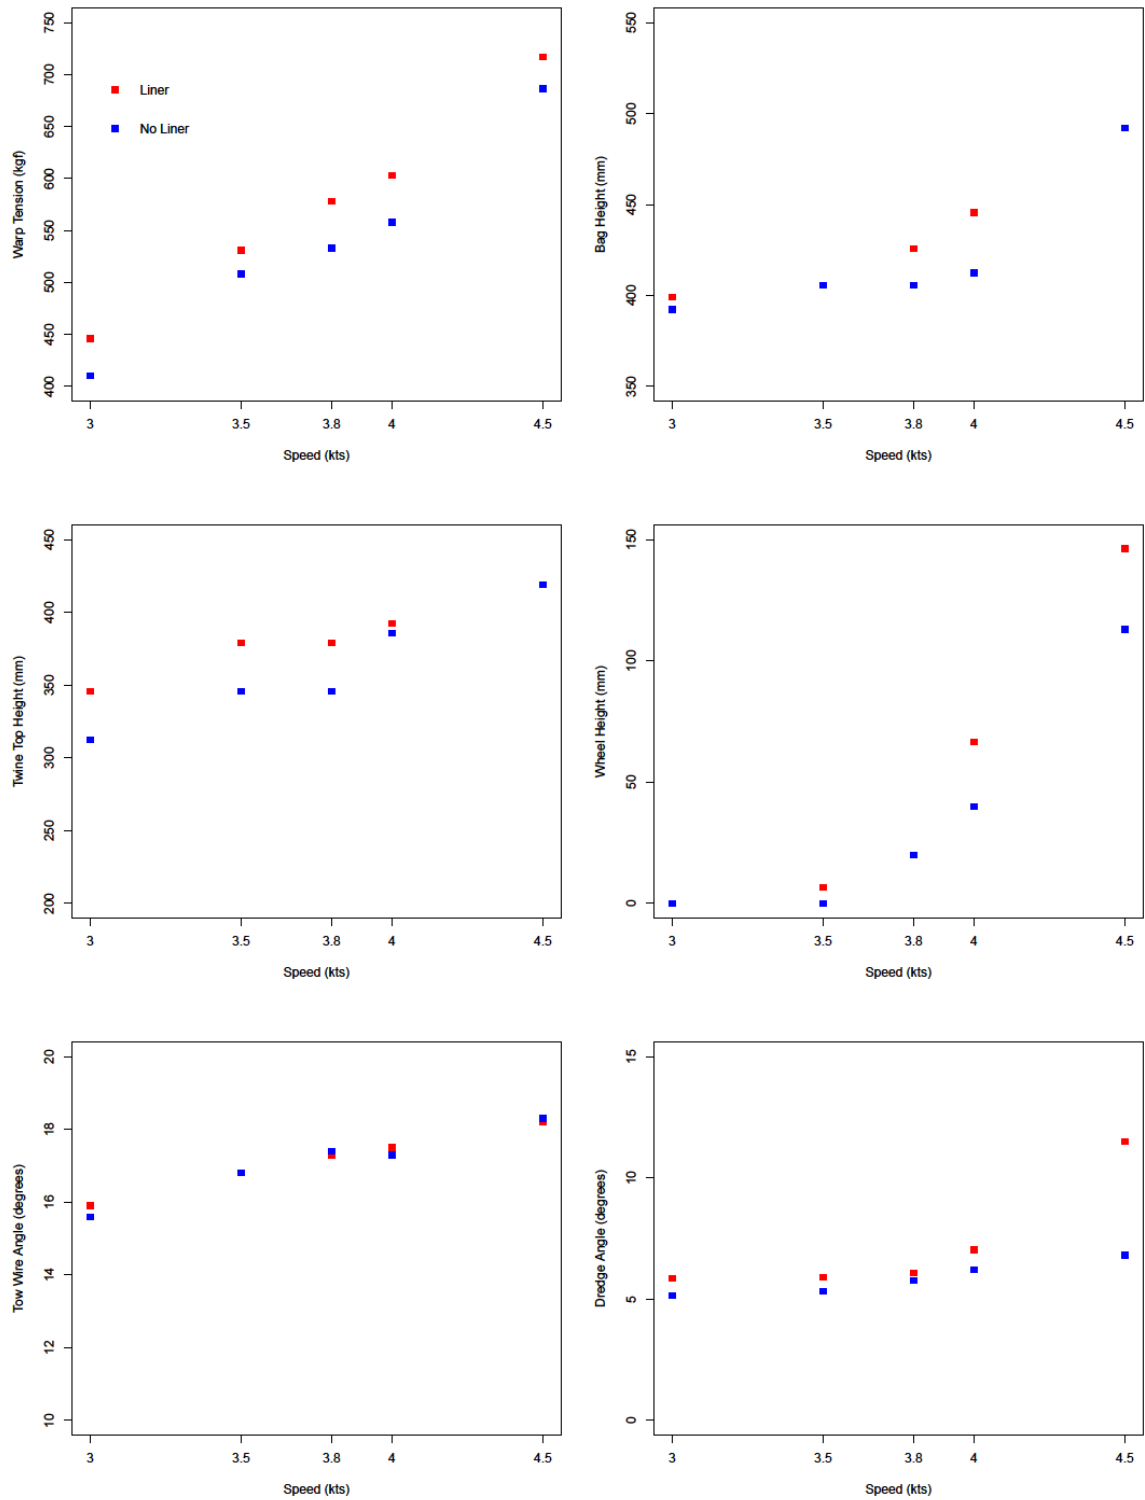 750
700
650
600
550
500
450
400
Warp Tension (kgf)
Liner
No Liner
3 3.5 3.8 4 4.5
Speed (kts)
550
500
450
400
350
Bag Height (mm)
3 3.5 3.8 4 4.5
Speed (kts)
450
400
350
300
250
200
Twine Top Height (mm)
3 3.5 3.8 4 4.5
Speed (kts)
150
100
50
0
Wheel Height (mm)
3 3.5 3.8 4 4.5
Speed (kts)
20
18
16
14
12
10
Tow Wire Angle (degrees)
3 3.5 3.8 4 4.5
Speed (kts)
15
10
5
0
Dredge Angle (degrees)
3 3.5 3.8 4 4.5
Speed (kts)